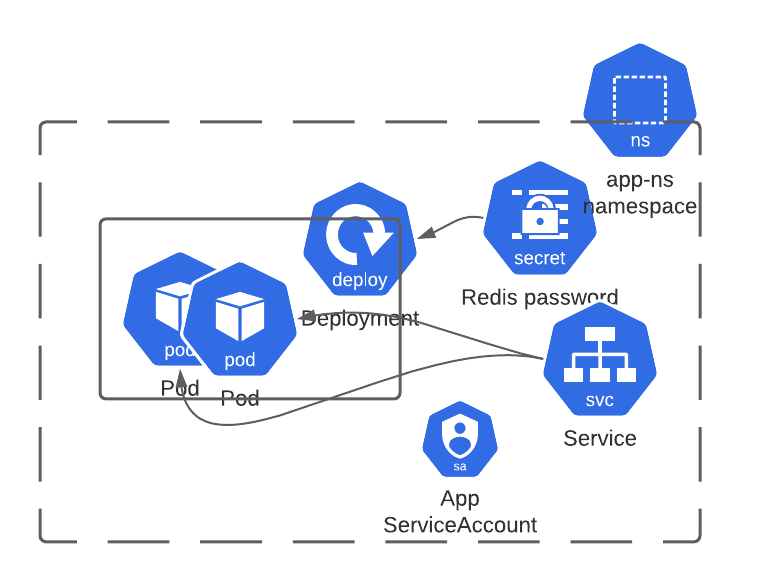 ns
app-ns
namespace
secret
Redis password
deploy
Deployment
pod
Pod
pod
Pod
svc
Service
sa
App
ServiceAccount